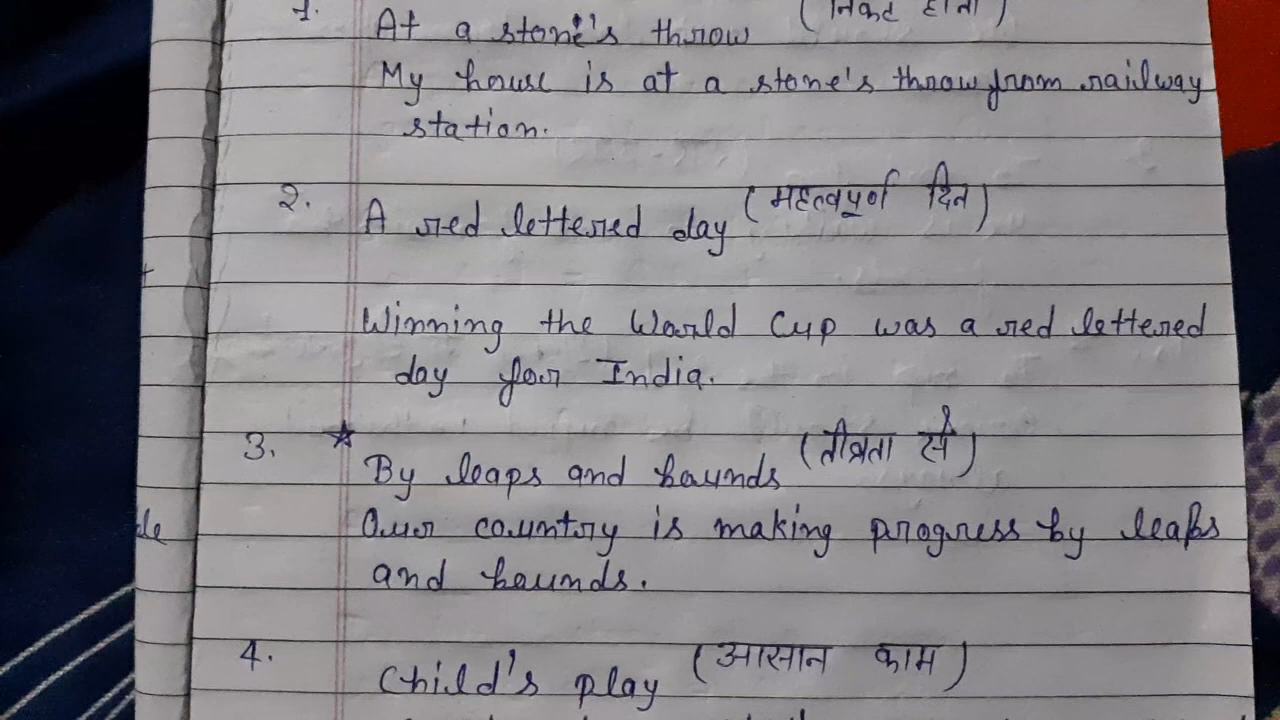 1. At a stone's throw (निकट होना)
My house is at a stone's throw from railway
station.
2. A red lettered day (महत्वपूर्ण दिन)
Winning the World Cup was a red lettered
day for India.
3. ★ By leaps and bounds (तीव्रता से)
Our country is making progress by leaps
and bounds.
4. Child's play (आसान काम)